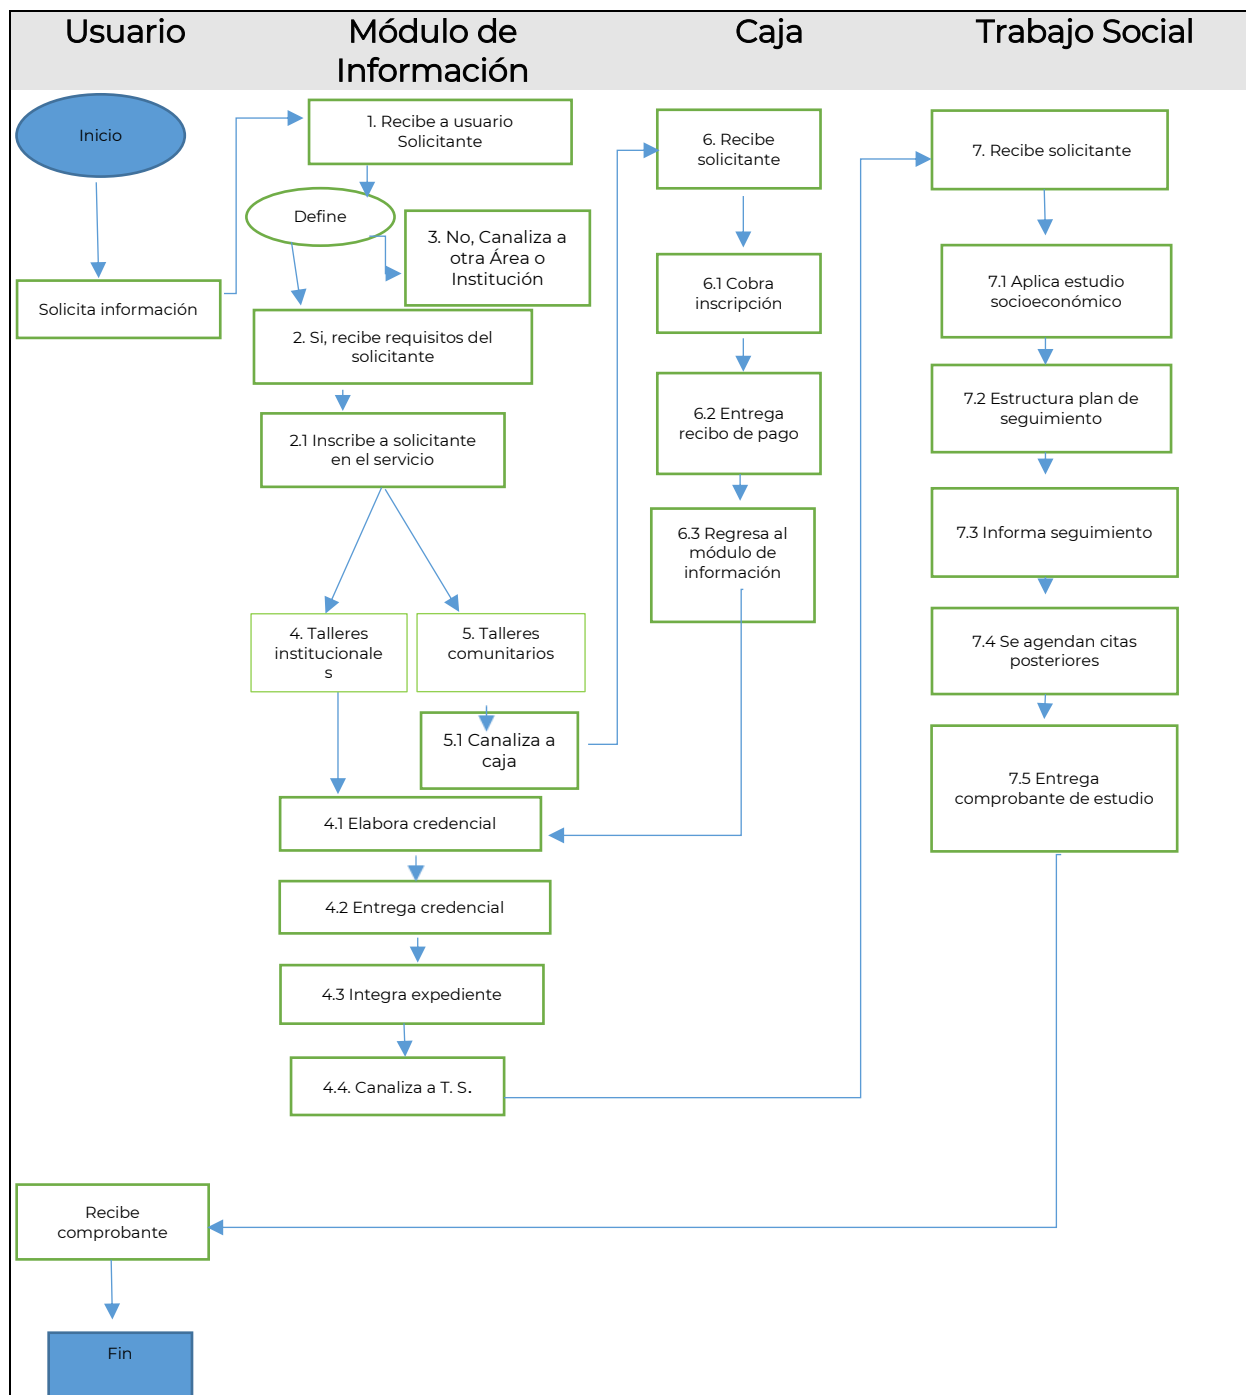 Usuario
Módulo de
Información
Caja
Trabajo Social
Inicio
Solicita información
1. Recibe a usuario
Solicitante
Define
3. No, Canaliza a
otra Área o
Institución
2. Si, recibe requisitos del
solicitante
2.1 Inscribe a solicitante
en el servicio
4. Talleres
institucionale
s
5. Talleres
comunitarios
5.1 Canaliza a
caja
4.1 Elabora credencial
4.2 Entrega credencial
4.3 Integra expediente
4.4. Canaliza a T. S.
6. Recibe
solicitante
6.1 Cobra
inscripción
6.2 Entrega
recibo de pago
6.3 Regresa al
módulo de
información
7. Recibe solicitante
7.1 Aplica estudio
socioeconómico
7.2 Estructura plan de
seguimiento
7.3 Informa seguimiento
7.4 Se agendan citas
posteriores
7.5 Entrega
comprobante de estudio
Recibe
comprobante
Fin